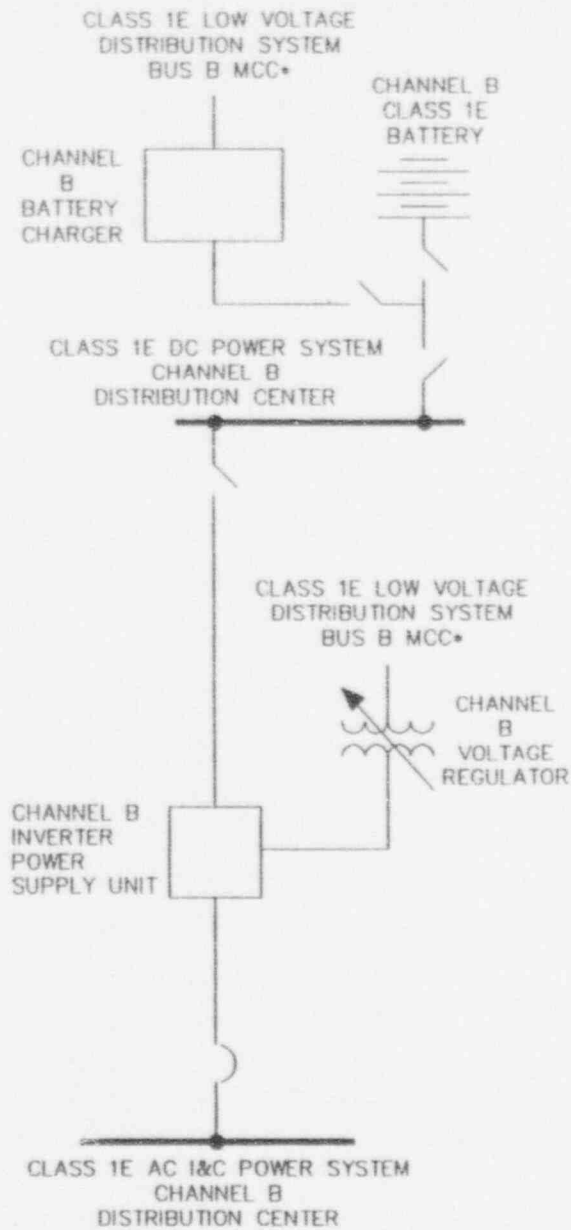 CLASS 1E LOW VOLTAGE
DISTRIBUTION SYSTEM
BUS B MCC*
CHANNEL B
CLASS 1E
BATTERY
CHANNEL
B
BATTERY
CHARGER
CLASS 1E DC POWER SYSTEM
CHANNEL B
DISTRIBUTION CENTER
CLASS 1E LOW VOLTAGE
DISTRIBUTION SYSTEM
BUS B MCC*
CHANNEL
B
VOLTAGE
REGULATOR
CHANNEL B
INVERTER
POWER
SUPPLY UNIT
CLASS 1E AC I&C POWER SYSTEM
CHANNEL B
DISTRIBUTION CENTER